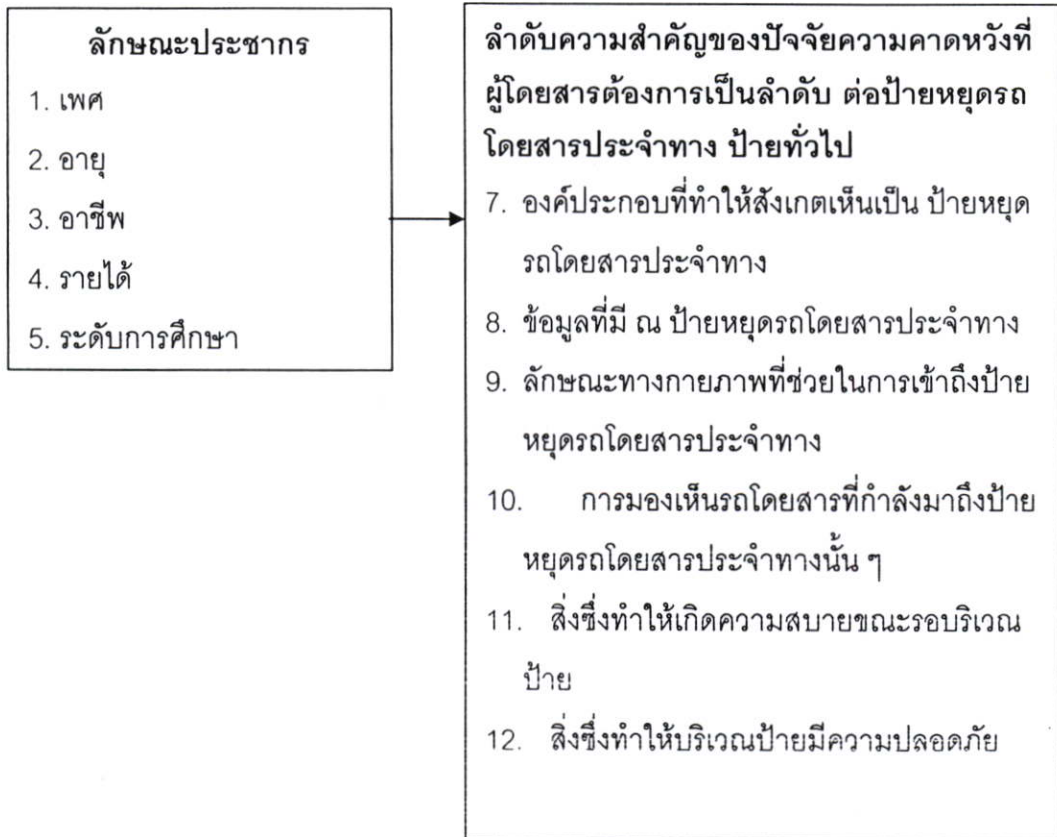 ลักษณะประชากร
1. เพศ
2. อายุ
3. อาชีพ
4. รายได้
5. ระดับการศึกษา
ลำดับความสำคัญของปัจจัยความคาดหวังที่
ผู้โดยสารต้องการเป็นลำดับ ต่อป้ายหยุดรถ
โดยสารประจำทาง ป้ายทั่วไป
7. องค์ประกอบที่ทำให้สังเกตเห็นเป็น ป้ายหยุด
รถโดยสารประจำทาง
8. ข้อมูลที่มี ณ ป้ายหยุดรถโดยสารประจำทาง
9. ลักษณะทางกายภาพที่ช่วยในการเข้าถึงป้าย
หยุดรถโดยสารประจำทาง
10. การมองเห็นรถโดยสารที่กำลังมาถึงป้าย
หยุดรถโดยสารประจำทางนั้น ๆ
11. สิ่งซึ่งทำให้เกิดความสบายขณะรอบริเวณ
ป้าย
12. สิ่งซึ่งทำให้บริเวณป้ายมีความปลอดภัย